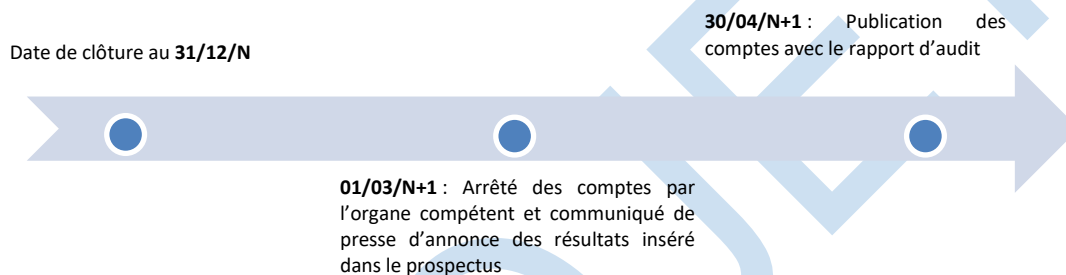 30/04/N+1 : Publication des
comptes avec le rapport d’audit
Date de clôture au 31/12/N
01/03/N+1 : Arrêté des comptes par
l’organe compétent et communiqué de
presse d’annonce des résultats inséré
dans le prospectus